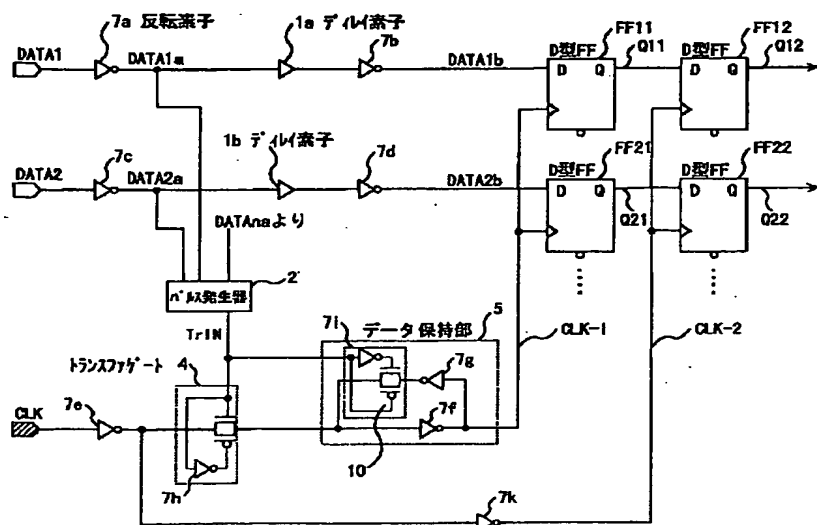 7a 反転素子
1a ディレイ素子
7b
FF11
FF12
DATA1
DATA1a
DATA1b
D型FF
Q11
D型FF
Q12
D Q
D Q
7c
1b ディレイ素子
7d
FF21
FF22
DATA2
DATA2a
DATA2b
D型FF
D型FF
D Q
D Q
DATAnaより
Q21
Q22
2
パルス発生器
TrIN
データ保持部
5
CLK-1
CLK-2
トランスファゲート
4
7i
7g
CLK
7e
7f
7h
10
7k